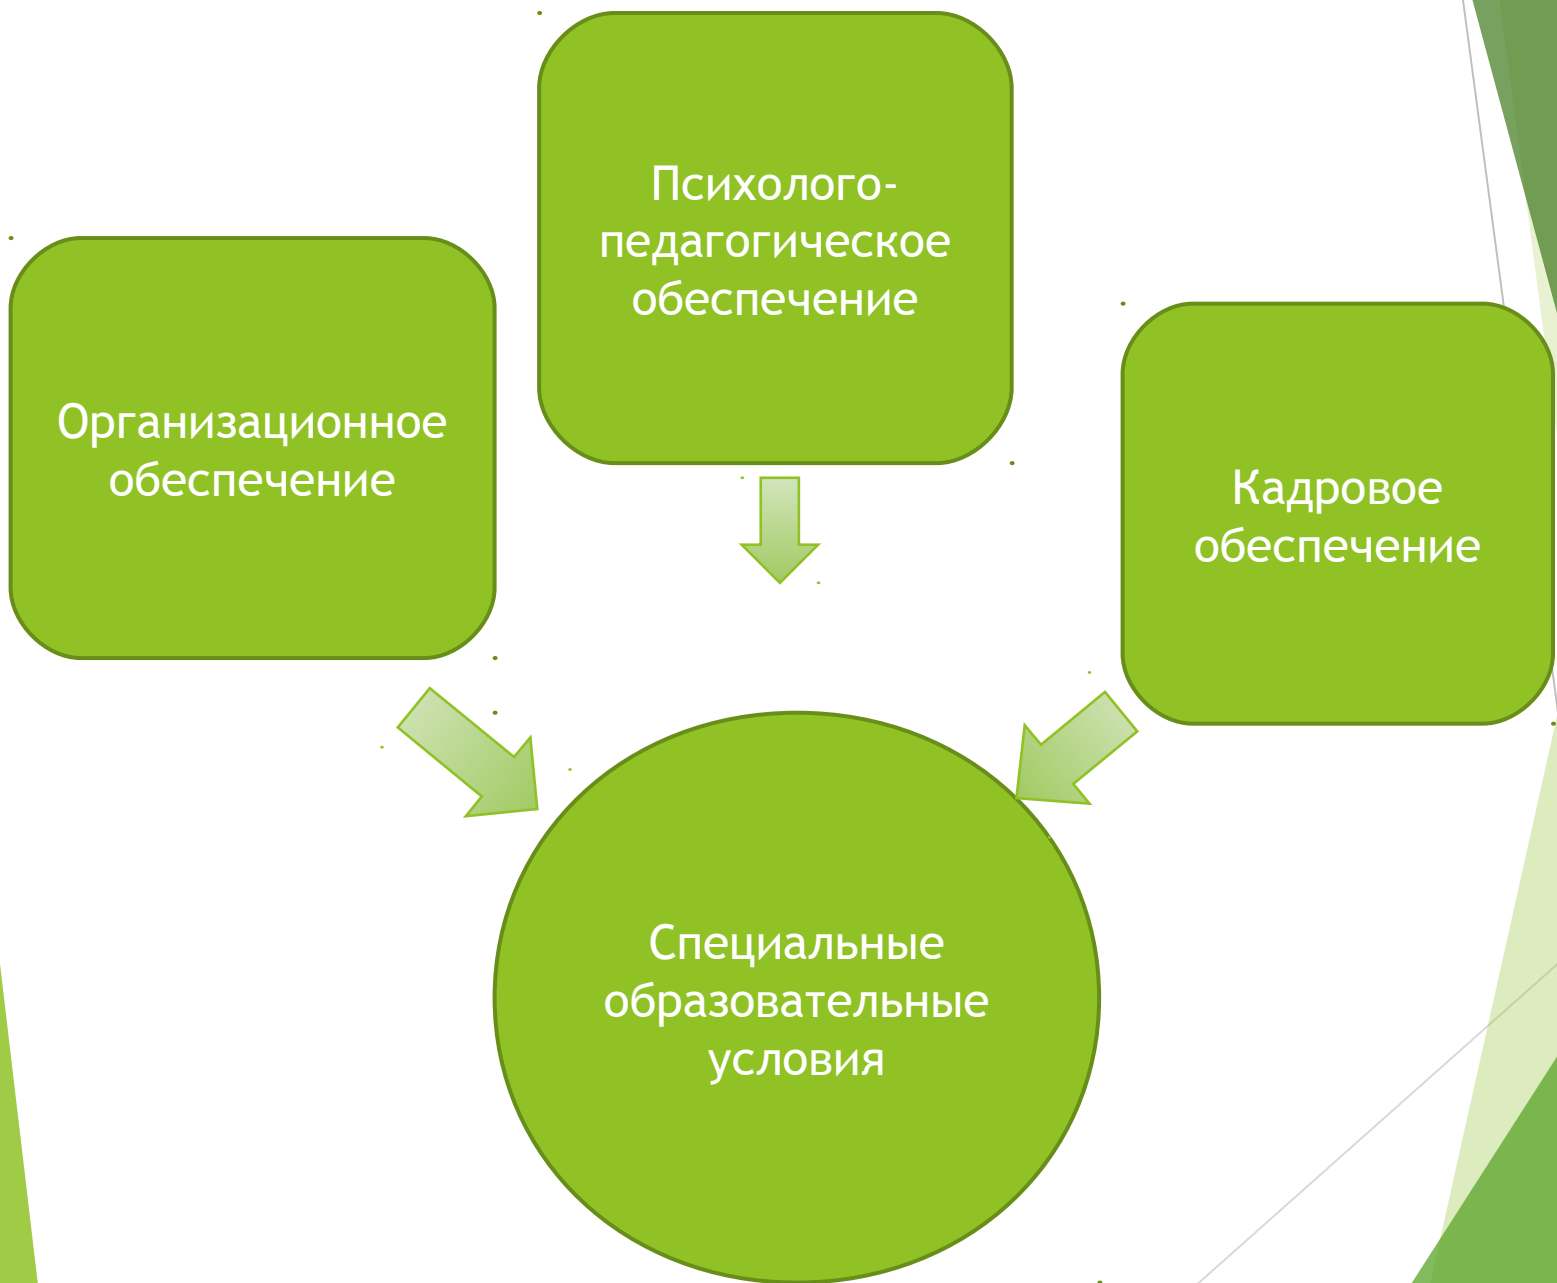 Психолого-
педагогическое
обеспечение
Организационное
обеспечение
Кадровое
обеспечение
Специальные
образовательные
условия